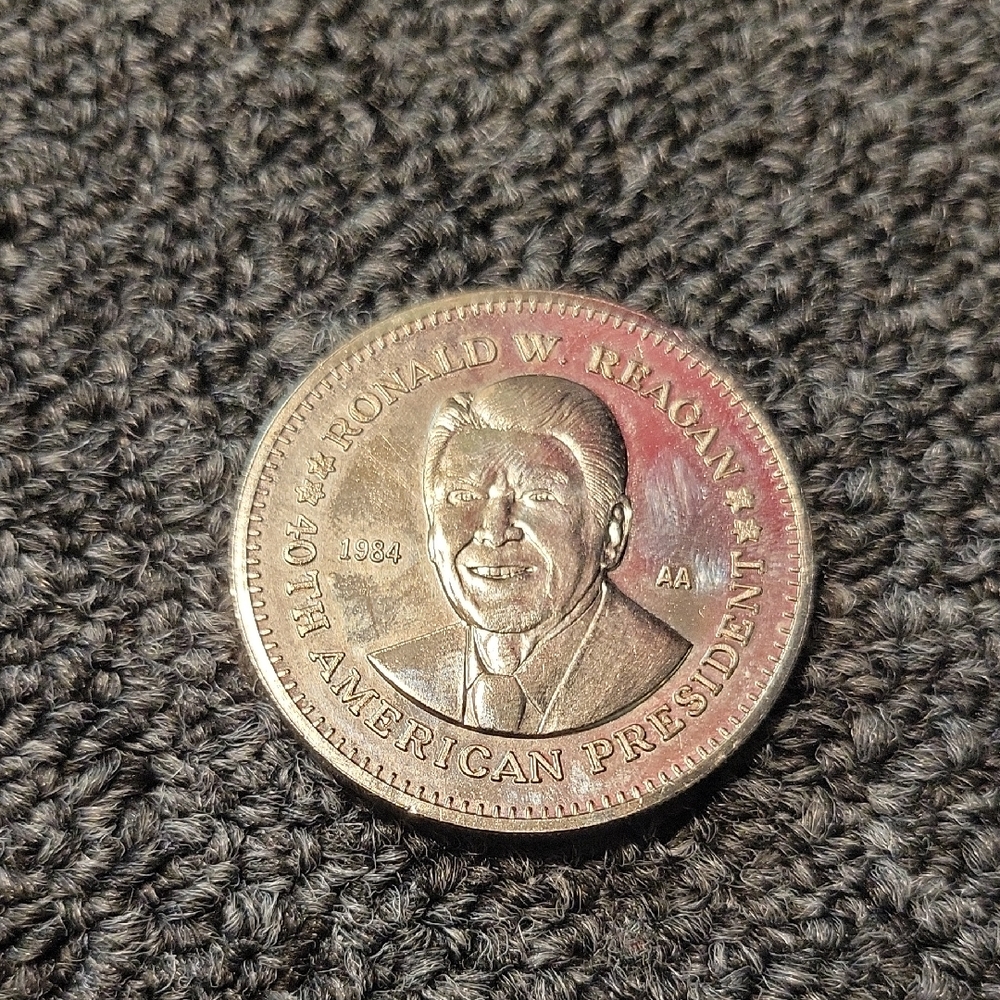 RONALD W. REAGAN
1984
AA
40TH AMERICAN PRESIDENT